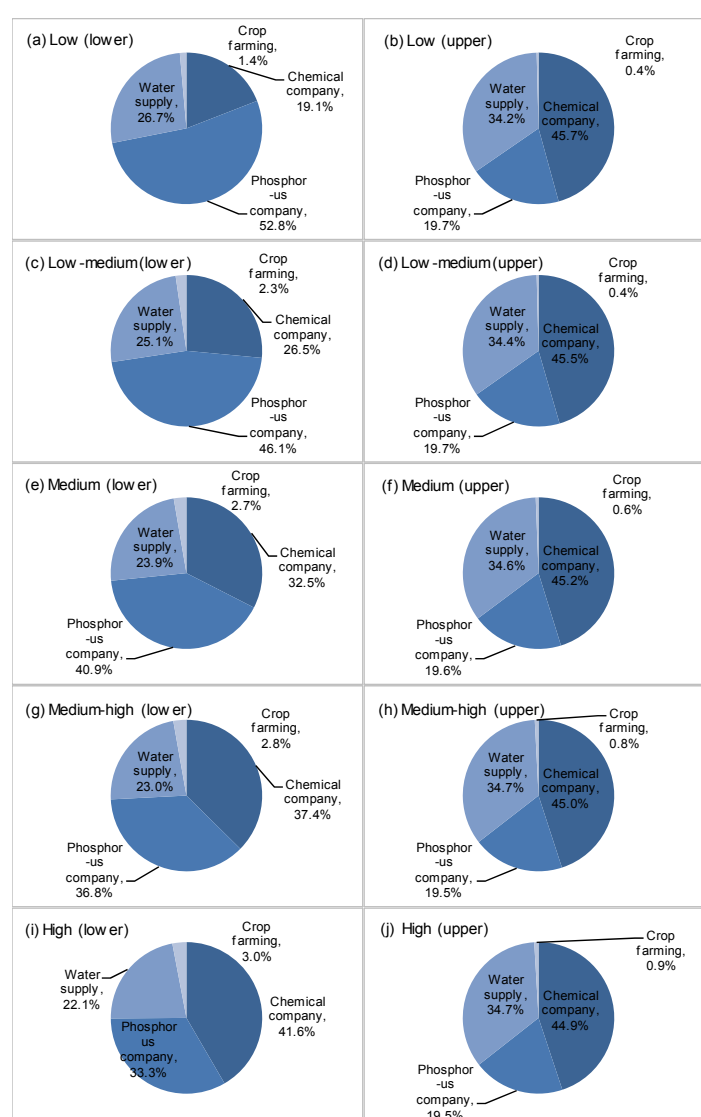 (a) Low (lower)
Crop
farming,
1.4%
Chemical
company,
19.1%
Water
supply,
26.7%
Phosphor
-us
company,
52.8%
(b) Low (upper)
Crop
farming,
0.4%
Chemical
company,
45.7%
Water
supply,
34.2%
Phosphor
-us
company,
19.7%
(c) Low-medium(lower)
Crop
farming,
2.3%
Chemical
company,
26.5%
Water
supply,
25.1%
Phosphor
-us
company,
46.1%
(d) Low-medium(upper)
Crop
farming,
0.4%
Chemical
company,
45.5%
Water
supply,
34.4%
Phosphor
-us
company,
19.7%
(e) Medium (lower)
Crop
farming,
2.7%
Chemical
company,
32.5%
Water
supply,
23.9%
Phosphor
-us
company,
40.9%
(f) Medium (upper)
Crop
farming,
0.6%
Chemical
company,
45.2%
Water
supply,
34.6%
Phosphor
-us
company,
19.6%
(g) Medium-high (lower)
Crop
farming,
2.8%
Chemical
company,
37.4%
Water
supply,
23.0%
Phosphor
-us
company,
36.8%
(h) Medium-high (upper)
Crop
farming,
0.8%
Chemical
company,
45.0%
Water
supply,
34.7%
Phosphor
-us
company,
19.5%
(i) High (lower)
Crop
farming,
3.0%
Chemical
company,
41.6%
Water
supply,
22.1%
Phosphor
us
company,
33.3%
(j) High (upper)
Crop
farming,
0.9%
Chemical
company,
44.9%
Water
supply,
34.7%
Phosphor
-us
company,
19.5%